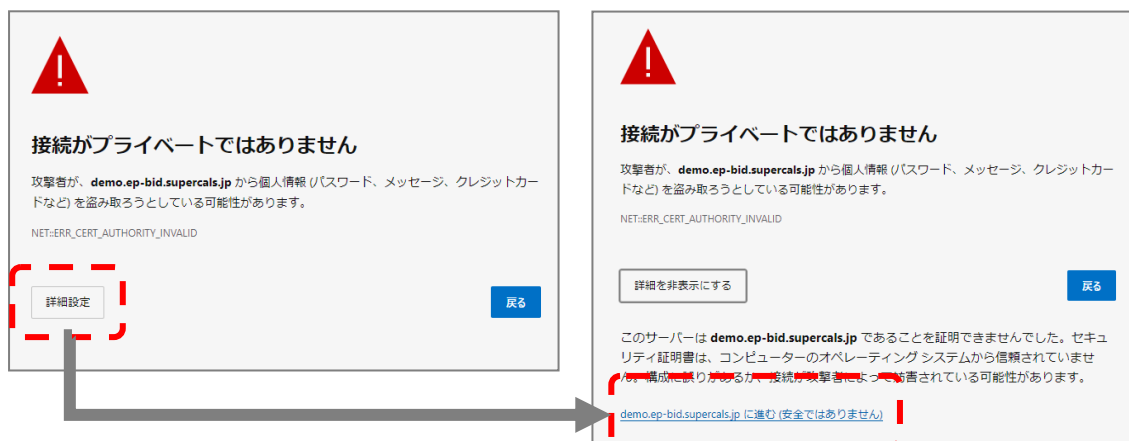 接続がプライベートではありません
攻撃者が、demo.ep-bid.supercals.jp から個人情報 (パスワード、メッセージ、クレジットカー
ドなど) を盗み取ろうとしている可能性があります。
NET::ERR_CERT_AUTHORITY_INVALID
詳細設定
戻る
接続がプライベートではありません
攻撃者が、demo.ep-bid.supercals.jp から個人情報 (パスワード、メッセージ、クレジットカー
ドなど) を盗み取ろうとしている可能性があります。
NET::ERR_CERT_AUTHORITY_INVALID
詳細を非表示にする
戻る
このサーバーは demo.ep-bid.supercals.jp であることを証明できませんでした。セキュ
リティ証明書は、コンピューターのオペレーティング システムから信頼されていませ
ん。構成に誤りがあるか、接続が攻撃者によって妨害されている可能性があります。
demo.ep-bid.supercals.jp に進む (安全ではありません)